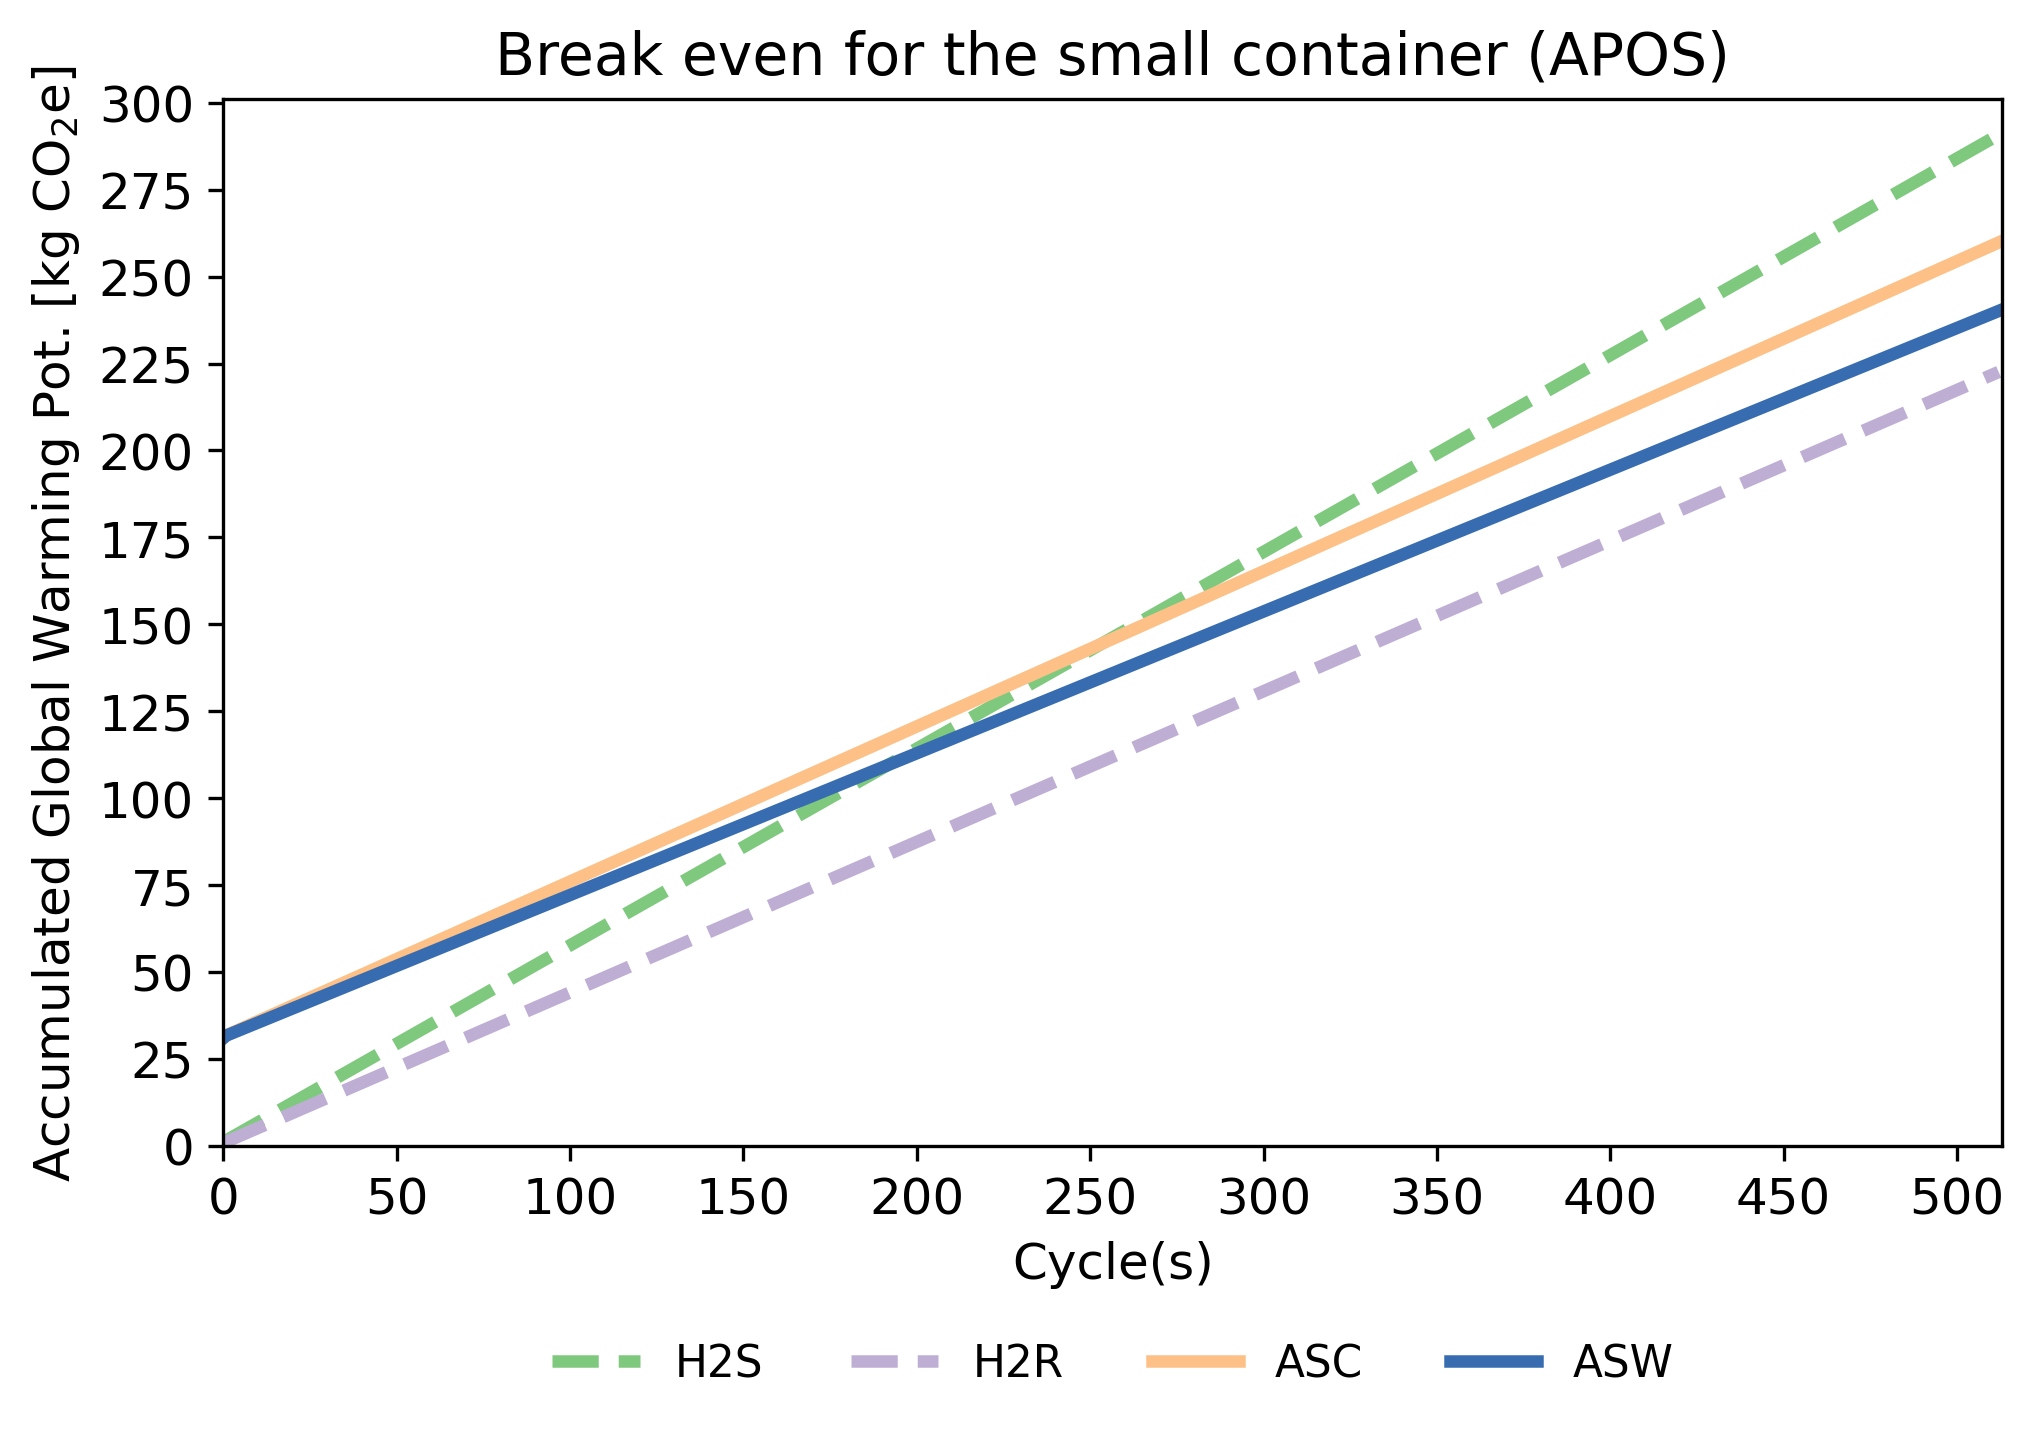 Break even for the small container (APOS)
Accumulated Global Warming Pot. [kg CO₂e]
300
275
250
225
200
175
150
125
100
75
50
25
0
0 50 100 150 200 250 300 350 400 450 500
Cycle(s)
H2S H2R ASC ASW